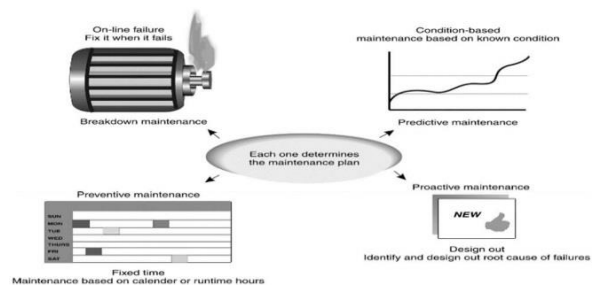 On-line failure
Fix it when it fails
Breakdown maintenance
Condition-based
maintenance based on known condition
Predictive maintenance
Each one determines
the maintenance plan
Preventive maintenance
SUN
MON
TUE
WED
THURS
FRI
SAT
Fixed time
Maintenance based on calender or runtime hours
Proactive maintenance
NEW
Design out
Identify and design out root cause of failures